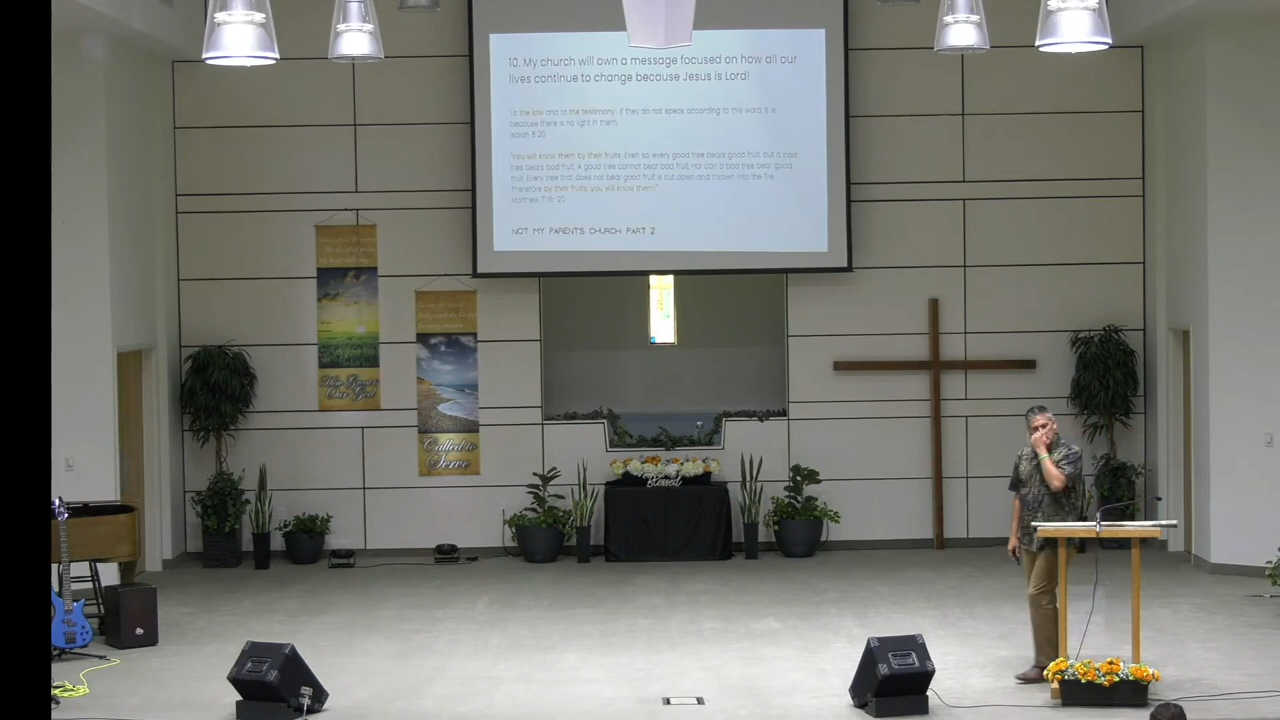 10. My church will own a message focused on how all our
lives continue to change because Jesus is Lord!
To the law and to the testimony! If they do not speak according to this word, it is
because there is no light in them.
Isaiah 8:20
"You will know them by their fruits. Even so, every good tree bears good fruit, but a bad
tree bears bad fruit. A good tree cannot bear bad fruit, nor can a bad tree bear good
fruit. Every tree that does not bear good fruit is cut down and thrown into the fire.
Therefore by their fruits you will know them."
Matthew 7:16-20
NOT MY PARENTS CHURCH: PART 2
How Great is
Our God
Called to
Serve
Blessed